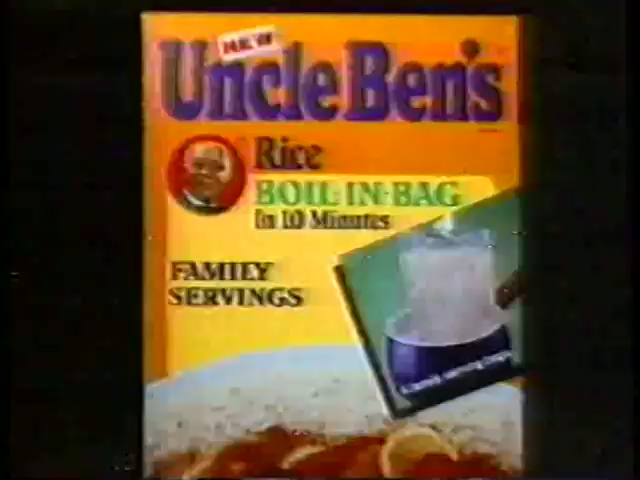 NEW
Uncle Ben's
Rice
BOIL-IN-BAG
In 10 Minutes
FAMILY
SERVINGS